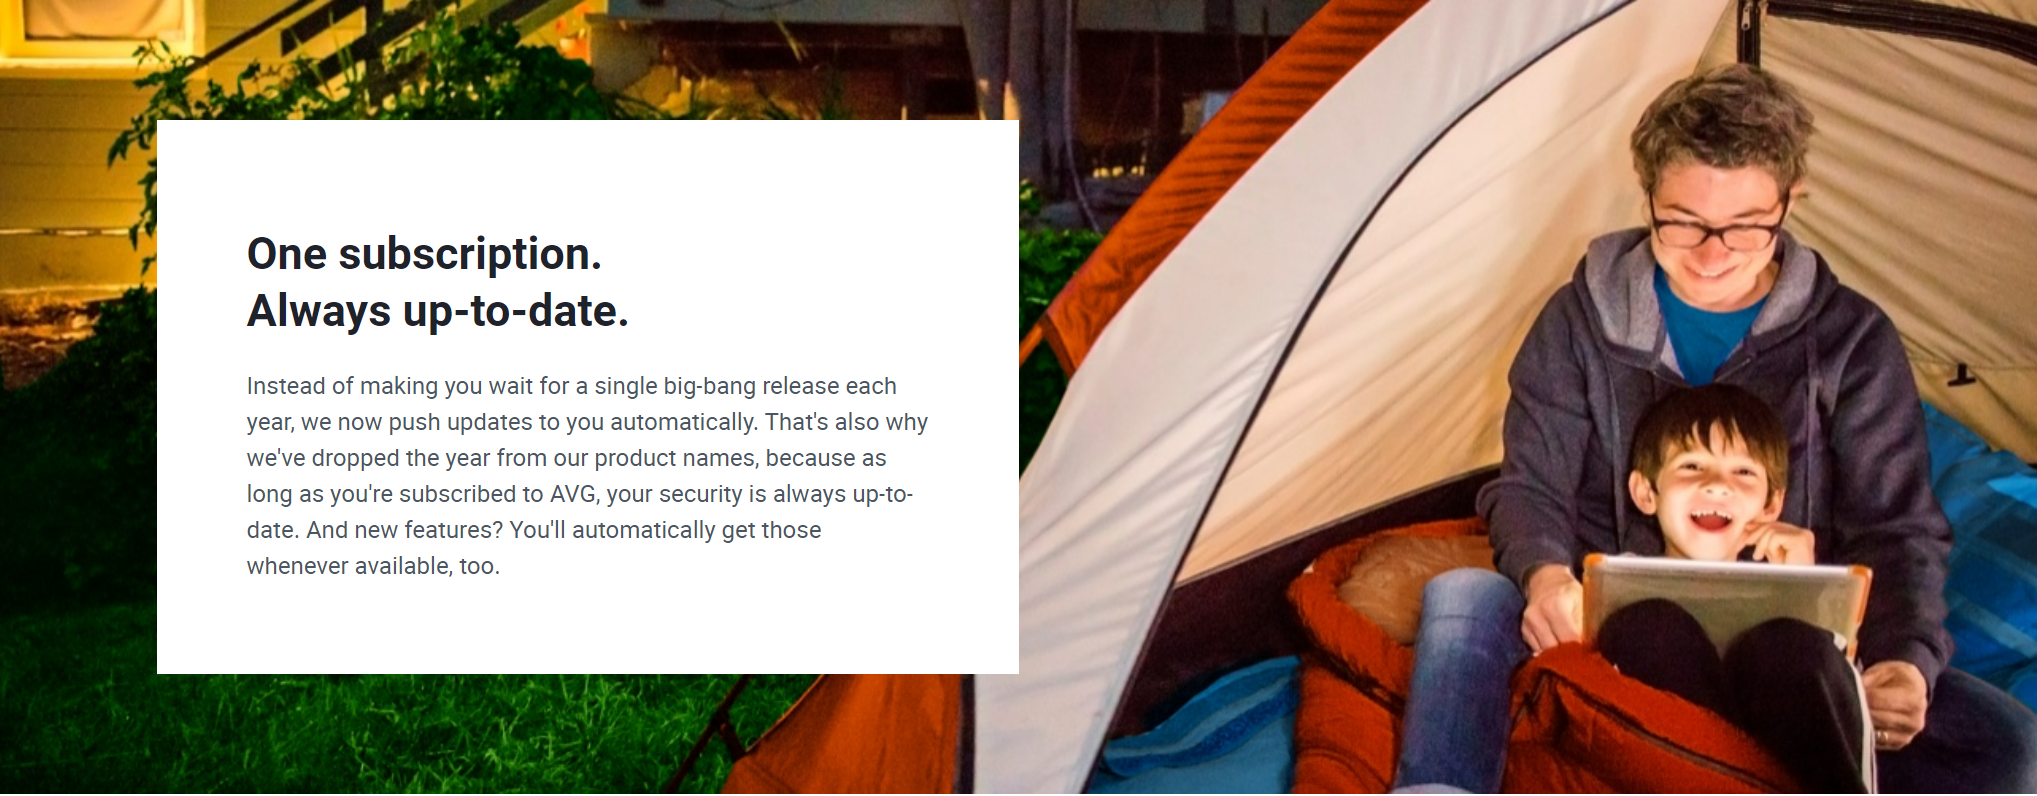 One subscription.
Always up-to-date.
Instead of making you wait for a single big-bang release each
year, we now push updates to you automatically. That's also why
we've dropped the year from our product names, because as
long as you're subscribed to AVG, your security is always up-to-
date. And new features? You'll automatically get those
whenever available, too.